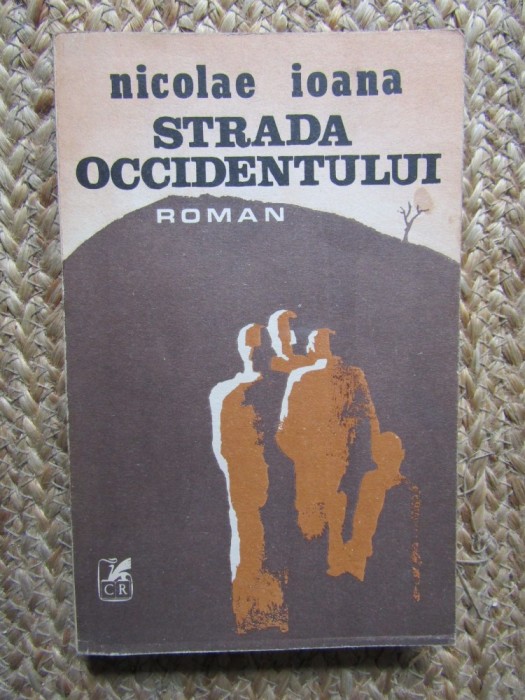 nicolae ioana
STRADA
OCCIDENTULUI
ROMAN
CR